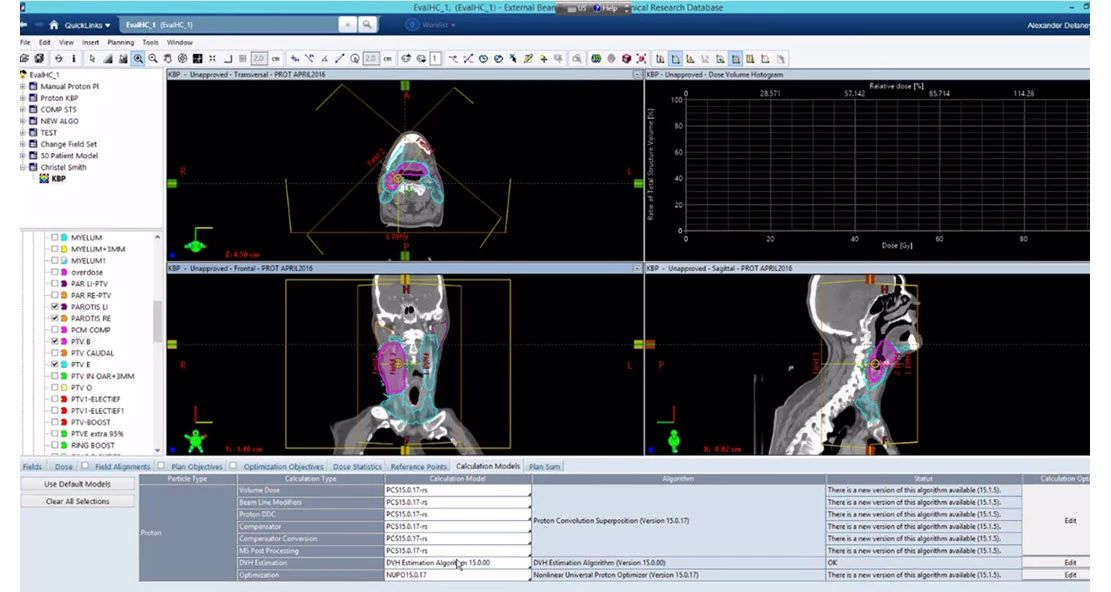 EvalHC_1 (EvalHC_1) - External Bea
US
Help
nical Research Database
QuickLinks
EvalHC_1 (EvalHC_1)
Worklist
Alexander Delaney
File Edit View Insert Planning Tools Window
2.0 cm
2.0 cm
1
EvalHC_1
Manual Proton Pl
Proton KBP
COMP STS
NEW ALGO
TEST
Change Field Set
50 Patient Model
Christel Smith
KBP
KBP - Unapproved - Transversal - PROT APRIL2016
A
R
L
P
Z: 4.50 cm
KBP - Unapproved - Dose Volume Histogram
Relative dose [%]
0 28.571 57.142 85.714 114.28
Ratio of Total Structure Volume [%]
100
80
60
40
20
0
0 20 40 60 80
Dose [Gy]
MYELUM
MYELUM+3MM
MYELUM1
overdose
PAR LI-PTV
PAR RE-PTV
PAROTIS LI
PAROTIS RE
PCM COMP
PTV B
PTV CAUDAL
PTV E
PTV IN OAR+3MM
PTV O
PTV1-ELECTIEF
PTV1-ELECTIEF1
PTV-BOOST
PTVE extra 95%
RING BOOST
KBP - Unapproved - Frontal - PROT APRIL2016
H
R
L
F
Y: 1.46 cm
KBP - Unapproved - Sagittal - PROT APRIL2016
H
P
F
X: 0.02 cm
Fields Dose Field Alignments Plan Objectives Optimization Objectives Dose Statistics Reference Points Calculation Models Plan Sum
Use Default Models
Clear All Selections
Particle Type Calculation Type Calculation Model Algorithm Status Calculation Opti
Proton
Volume Dose PCS15.0.17-rs There is a new version of this algorithm available (15.1.5).
Beam Line Modifiers PCS15.0.17-rs There is a new version of this algorithm available (15.1.5).
Proton DDC PCS15.0.17-rs There is a new version of this algorithm available (15.1.5).
Compensator PCS15.0.17-rs Proton Convolution Superposition (Version 15.0.17) There is a new version of this algorithm available (15.1.5). Edit
Compensator Conversion PCS15.0.17-rs There is a new version of this algorithm available (15.1.5).
MS Post Processing PCS15.0.17-rs There is a new version of this algorithm available (15.1.5).
DVH Estimation DVH Estimation Algorithm 15.0.00 DVH Estimation Algorithm (Version 15.0.00) OK Edit
Optimization NUPO15.0.17 Nonlinear Universal Proton Optimizer (Version 15.0.17) There is a new version of this algorithm available (15.1.5). Edit